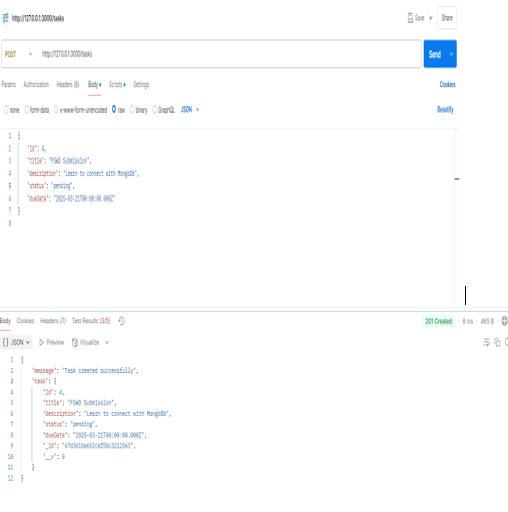 http://127.0.0.1:3000/tasks
Save
Share
POST
http://127.0.0.1:3000/tasks
Send
Params Authorization Headers (8) Body Scripts Settings
Cookies
none form-data x-www-form-urlencoded raw binary GraphQL JSON
Beautify
1 {
2 "id": 4,
3 "title": "FSWD Submission",
4 "description": "Learn to connect with MongoDb",
5 "status": "pending",
6 "dueDate": "2025-03-21T00:00:00.000Z"
7 }
8
Body Cookies Headers (7) Test Results (3/5)
201 Created 8 ms 465 B
{} JSON Preview Visualize
1 {
2 "message": "Task created successfully",
3 "task": {
4 "id": 4,
5 "title": "FSWD Submission",
6 "description": "Learn to connect with MongoDb",
7 "status": "pending",
8 "dueDate": "2025-03-21T00:00:00.000Z",
9 "_id":
10 "__v": 0
11 }
12 }